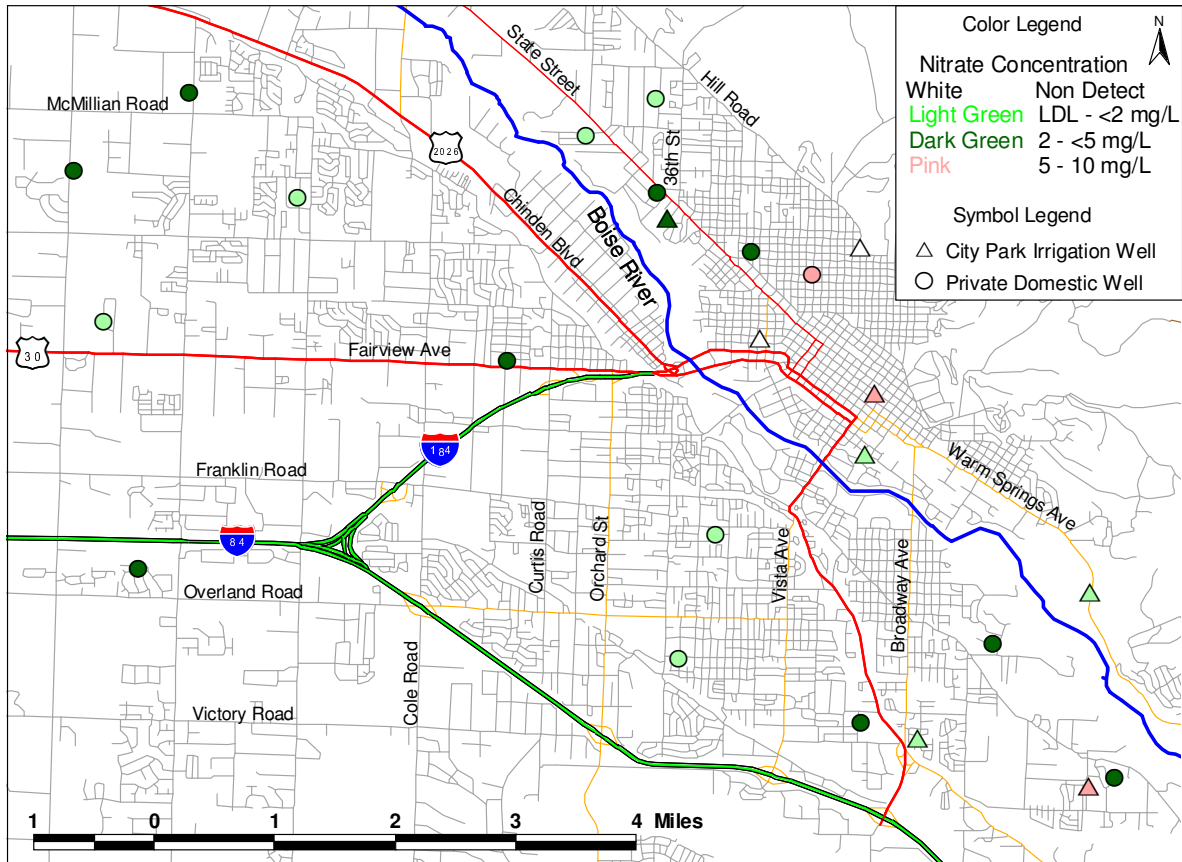 Color Legend
N
Nitrate Concentration
White Non Detect
Light Green LDL - <2 mg/L
Dark Green 2 - <5 mg/L
Pink 5 - 10 mg/L
Symbol Legend
City Park Irrigation Well
Private Domestic Well
State Street
Hill Road
McMillian Road
2026
36th St
Chinden Blvd
Boise River
30
Fairview Ave
184
Franklin Road
Warm Springs Ave
84
Curtis Road
Orchard St
Vista Ave
Broadway Ave
Overland Road
Cole Road
Victory Road
1 0 1 2 3 4 Miles